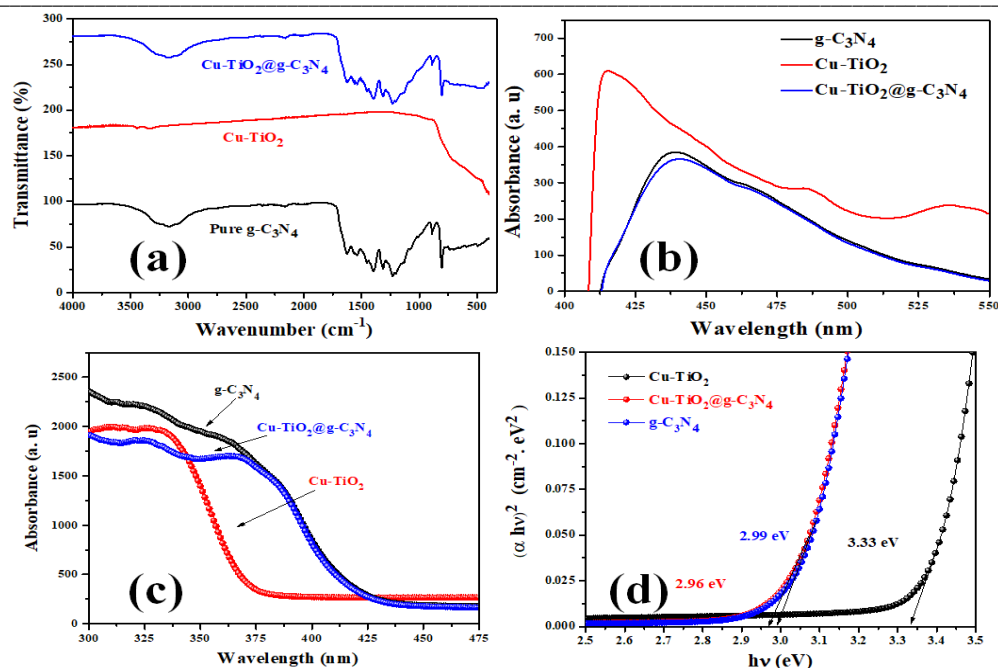 300
250
200
150
100
50
0
Transmittance (%)
Cu-TiO₂@g-C₃N₄
Cu-TiO₂
Pure g-C₃N₄
(a)
4000 3500 3000 2500 2000 1500 1000 500
Wavenumber (cm⁻¹)
700
600
500
400
300
200
100
0
Absorbance (a. u)
g-C₃N₄
Cu-TiO₂
Cu-TiO₂@g-C₃N₄
(b)
400 425 450 475 500 525 550
Wavelength (nm)
2500
2000
1500
1000
500
0
Absorbance (a. u)
g-C₃N₄
Cu-TiO₂@g-C₃N₄
Cu-TiO₂
(c)
300 325 350 375 400 425 450 475
Wavelength (nm)
0.150
0.125
0.100
0.075
0.050
0.025
0.000
(α hν)² (cm⁻². eV²)
Cu-TiO₂
Cu-TiO₂@g-C₃N₄
g-C₃N₄
2.99 eV
3.33 eV
2.96 eV
(d)
2.5 2.6 2.7 2.8 2.9 3.0 3.1 3.2 3.3 3.4 3.5
hν (eV)